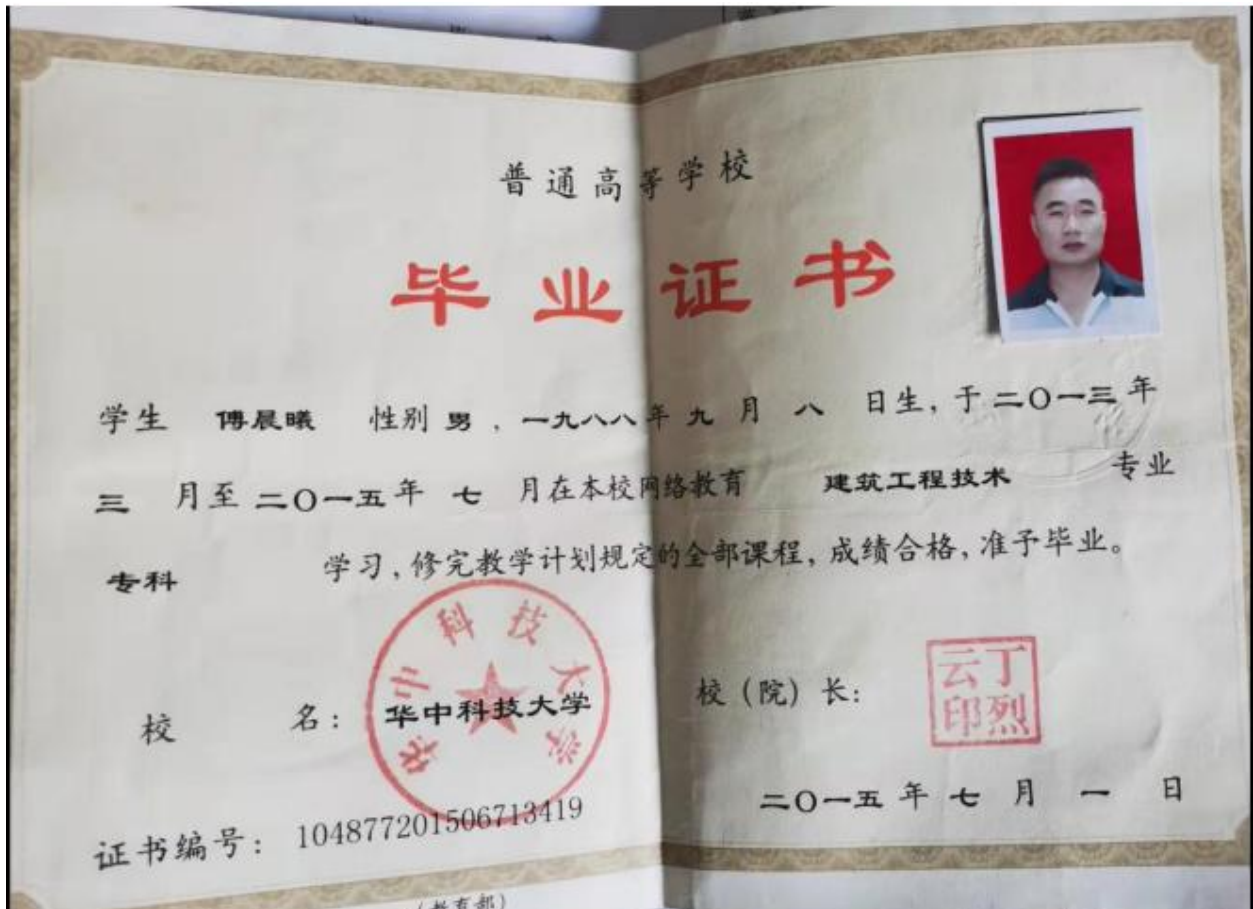 普通高等学校
毕业证书
学生 傅晨曦 性别 男，一九八八年 九 月 八 日生，于二〇一三年
三 月至二〇一五年 七 月在本校网络教育 建筑工程技术 专业
专科 学习，修完教学计划规定的全部课程，成绩合格，准予毕业。
华中科技大学
校 名：华中科技大学 校（院）长：
丁烈云印
二〇一五年 七 月 一 日
证书编号：104877201506713419
（教育部）